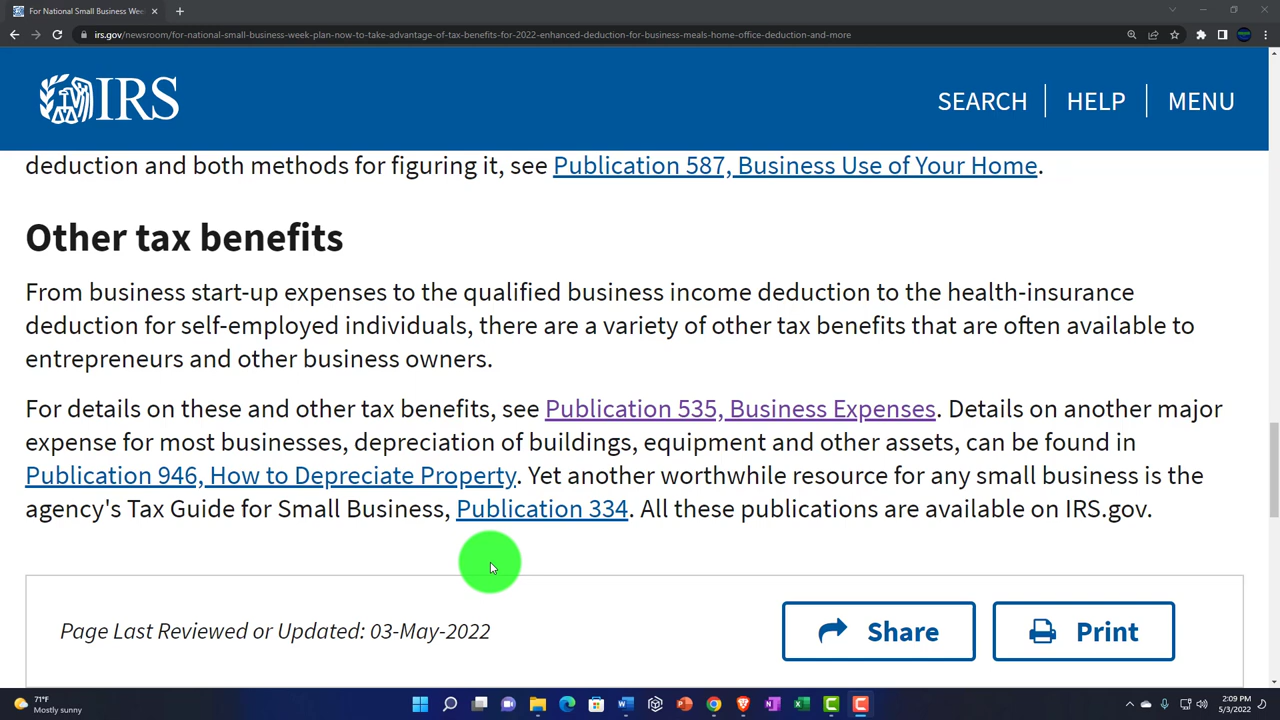 For National Small Business Wee
irs.gov/newsroom/for-national-small-business-week-plan-now-to-take-advantage-of-tax-benefits-for-2022-enhanced-deduction-for-business-meals-home-office-deduction-and-more
IRS
SEARCH
HELP
MENU
deduction and both methods for figuring it, see Publication 587, Business Use of Your Home.
Other tax benefits
From business start-up expenses to the qualified business income deduction to the health-insurance
deduction for self-employed individuals, there are a variety of other tax benefits that are often available to
entrepreneurs and other business owners.
For details on these and other tax benefits, see Publication 535, Business Expenses. Details on another major
expense for most businesses, depreciation of buildings, equipment and other assets, can be found in
Publication 946, How to Depreciate Property. Yet another worthwhile resource for any small business is the
agency's Tax Guide for Small Business, Publication 334. All these publications are available on IRS.gov.
Page Last Reviewed or Updated: 03-May-2022
Share
Print
71°F
Mostly sunny
2:09 PM
5/3/2022